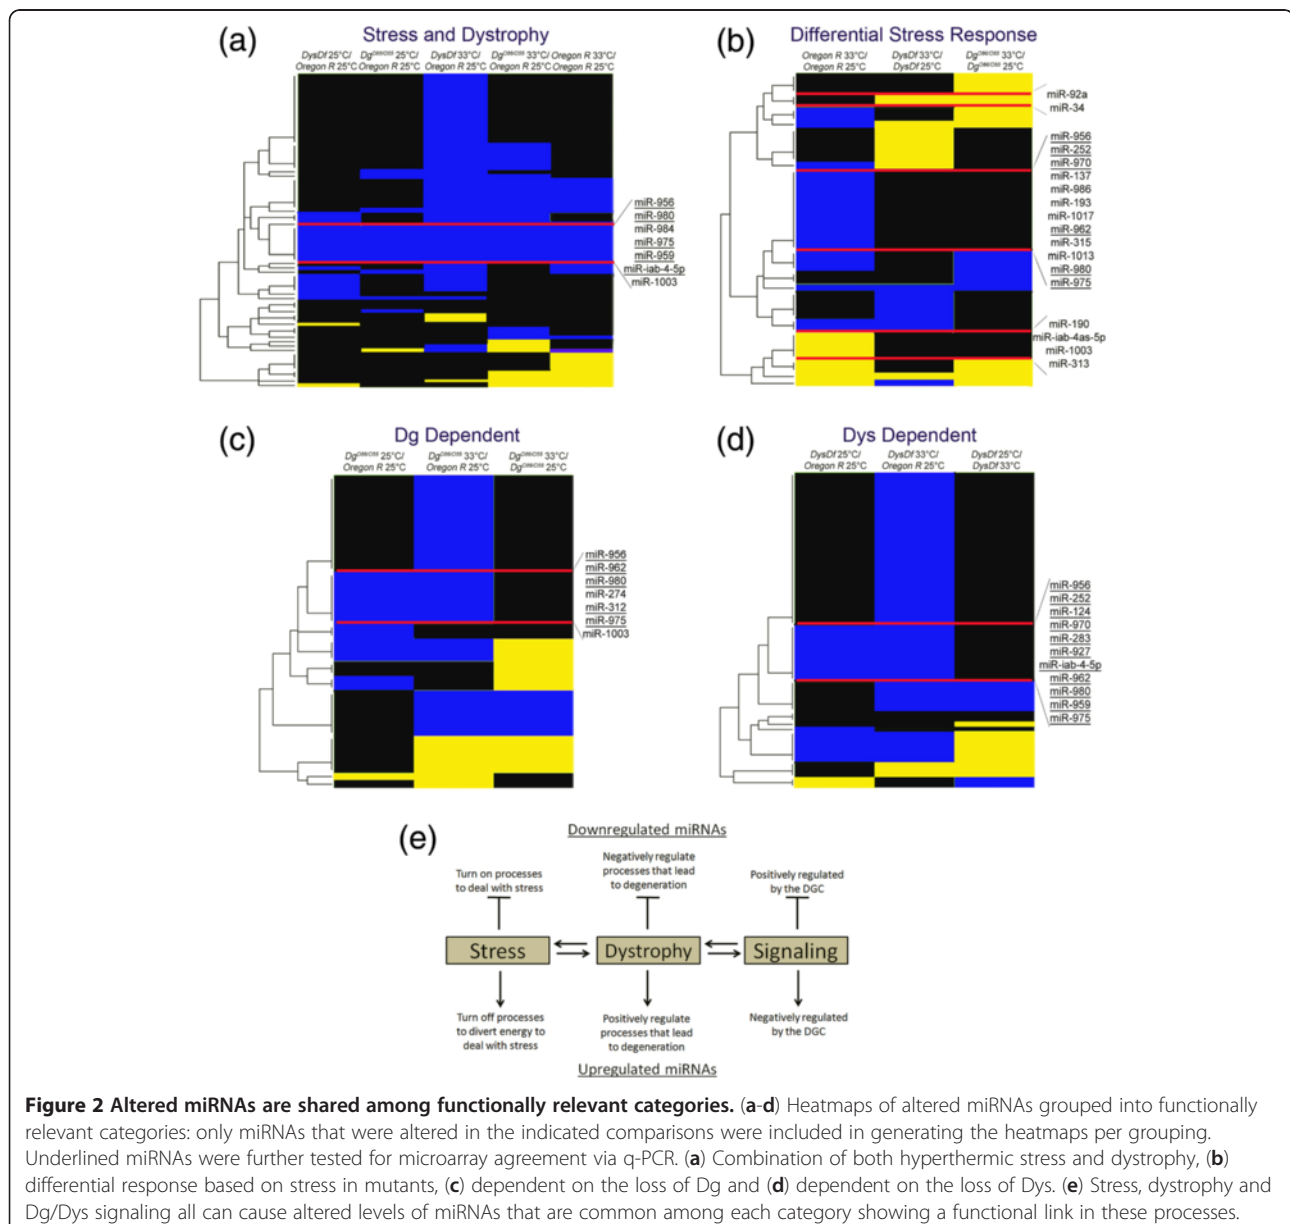 (a)
Stress and Dystrophy
DysDf 25°C/ Dg 25°C/ DysDf 33°C/ Dg 33°C/ Oregon R 33°C/
Oregon R 25°C Oregon R 25°C Oregon R 25°C Oregon R 25°C Oregon R 25°C
miR-956
miR-980
miR-984
miR-975
miR-959
miR-iab-4-5p
miR-1003
(b)
Differential Stress Response
Oregon R 33°C/ DysDf 33°C/ Dg 33°C/
Oregon R 25°C DysDf 25°C Dg 25°C
miR-92a
miR-34
miR-956
miR-252
miR-970
miR-137
miR-986
miR-193
miR-1017
miR-962
miR-315
miR-1013
miR-980
miR-975
miR-190
miR-iab-4as-5p
miR-1003
miR-313
(c)
Dg Dependent
Dg 25°C/ Dg 33°C/ Dg 33°C/
Oregon R 25°C Oregon R 25°C Dg 25°C
miR-956
miR-962
miR-980
miR-274
miR-312
miR-975
miR-1003
(d)
Dys Dependent
DysDf 25°C/ DysDf 33°C/ DysDf 25°C/
Oregon R 25°C Oregon R 25°C DysDf 33°C
miR-956
miR-252
miR-124
miR-970
miR-283
miR-927
miR-iab-4-5p
miR-962
miR-980
miR-959
miR-975
(e)
Downregulated miRNAs
Turn on processes
to deal with stress
Negatively regulate
processes that lead
to degeneration
Positively regulated
by the DGC
Stress
Dystrophy
Signaling
Turn off processes
to divert energy to
deal with stress
Positively regulate
processes that lead
to degeneration
Negatively regulated
by the DGC
Upregulated miRNAs
Figure 2 Altered miRNAs are shared among functionally relevant categories. (a-d) Heatmaps of altered miRNAs grouped into functionally
relevant categories: only miRNAs that were altered in the indicated comparisons were included in generating the heatmaps per grouping.
Underlined miRNAs were further tested for microarray agreement via q-PCR. (a) Combination of both hyperthermic stress and dystrophy, (b)
differential response based on stress in mutants, (c) dependent on the loss of Dg and (d) dependent on the loss of Dys. (e) Stress, dystrophy and
Dg/Dys signaling all can cause altered levels of miRNAs that are common among each category showing a functional link in these processes.